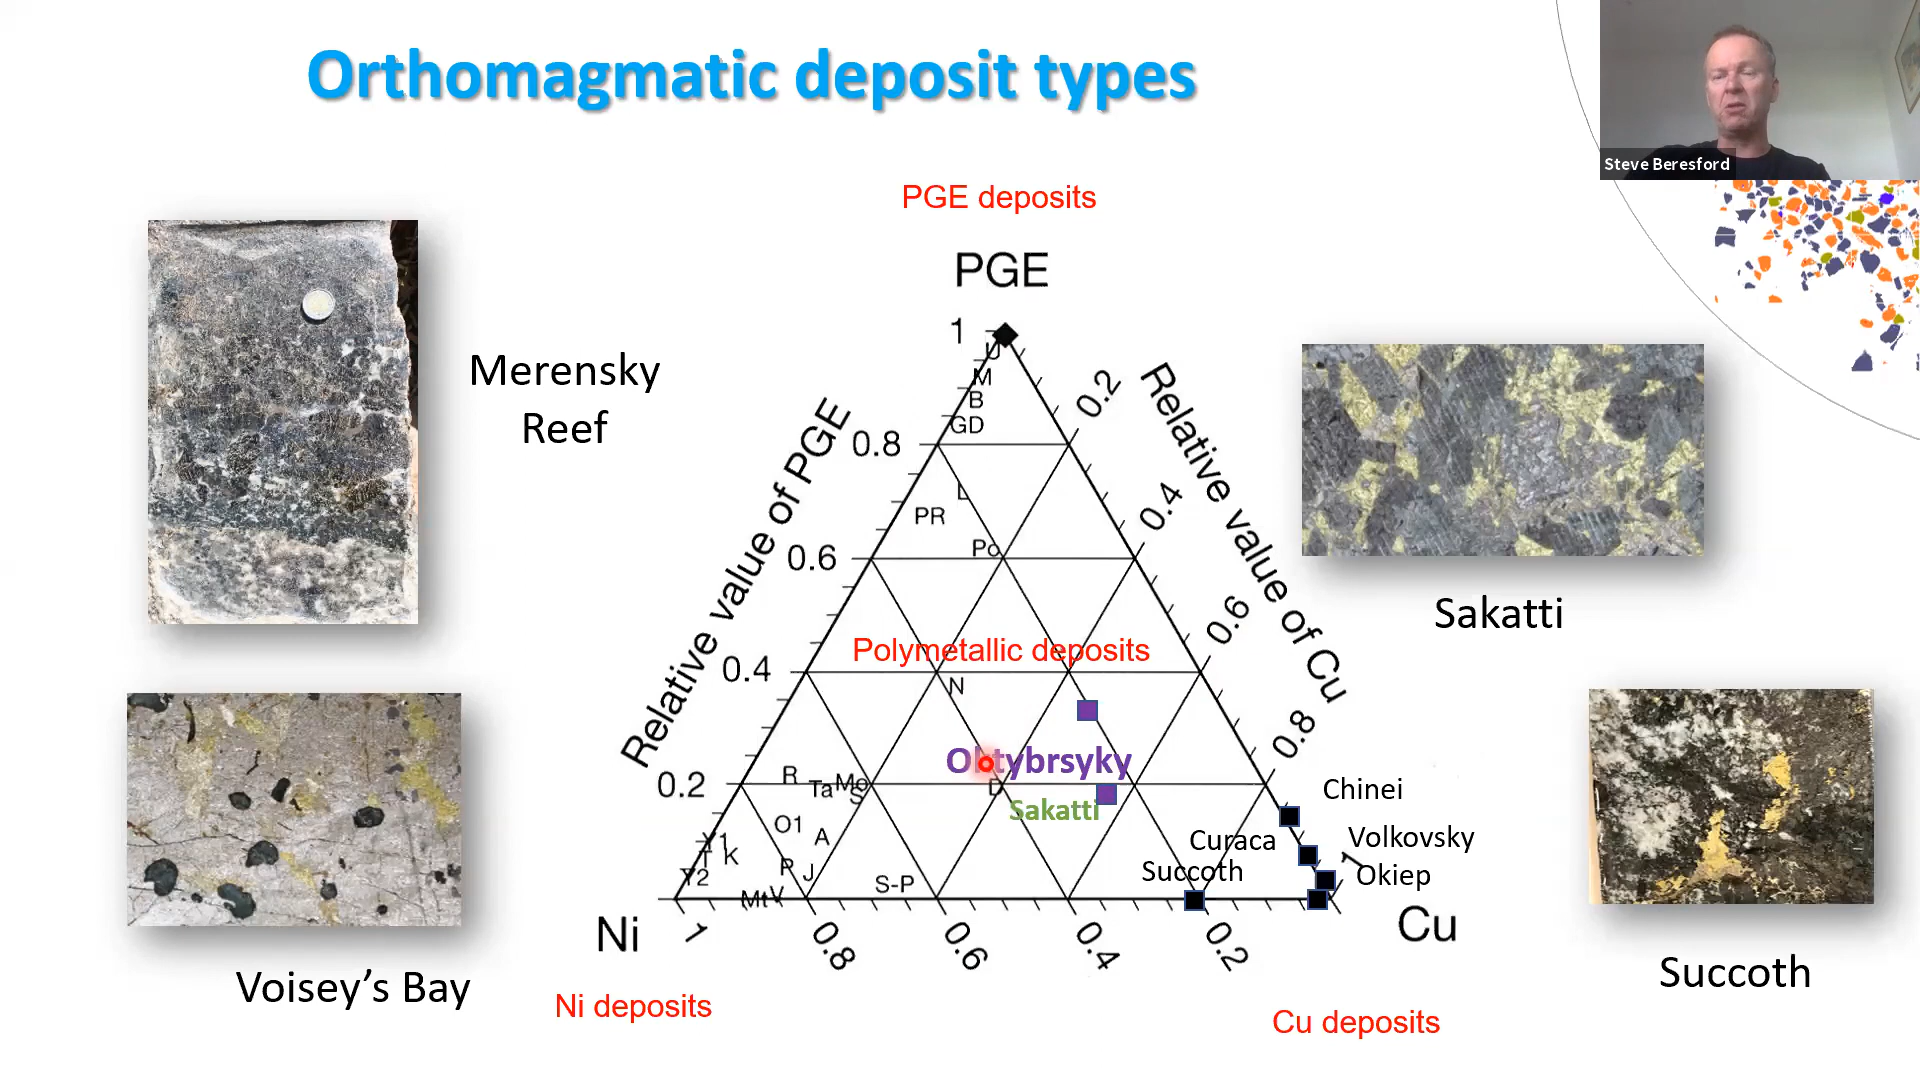 Orthomagmatic deposit types
Steve Beresford
PGE deposits
PGE
1
U
M
B
GD
0.8
0.2
Relative value of PGE
Relative value of Cu
Merensky
Reef
L
PR
0.4
Po
0.6
Sakatti
0.6
Polymetallic deposits
0.4
N
0.8
Oktybrsyky
R
Ta
Mo
S
D
0.2
Sakatti
Chinei
O1
A
Curaca
Volkovsky
Y1
T
k
1
P
J
Succoth
Okiep
Y2
S-P
Mt
V
Ni
Cu
1
0.8
0.6
0.4
0.2
Voisey's Bay
Succoth
Ni deposits
Cu deposits